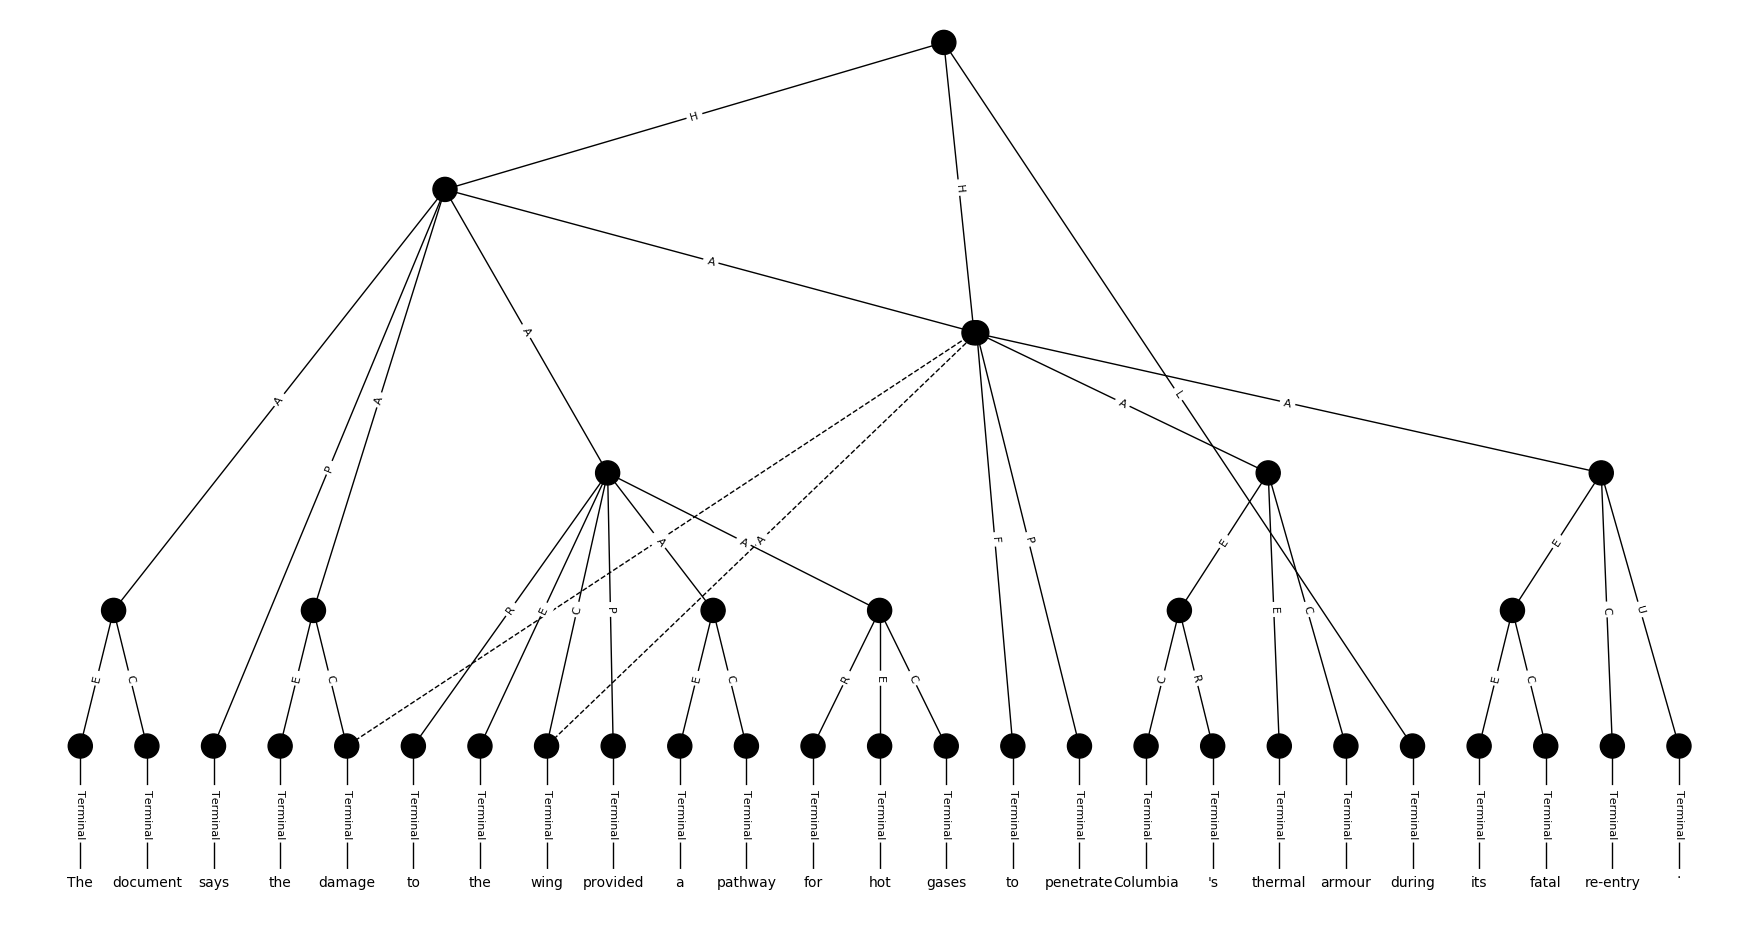 H
H
A
A
A
A
L
A
A
P
A
A
A
F
P
E
E
R
E
C
P
E
C
U
E
C
E
C
E
C
R
E
C
C
R
E
C
Terminal Terminal Terminal Terminal Terminal Terminal Terminal Terminal Terminal Terminal Terminal Terminal Terminal Terminal Terminal Terminal Terminal Terminal Terminal Terminal Terminal Terminal Terminal Terminal Terminal
The document says the damage to the wing provided a pathway for hot gases to penetrate Columbia 's thermal armour during its fatal re-entry .